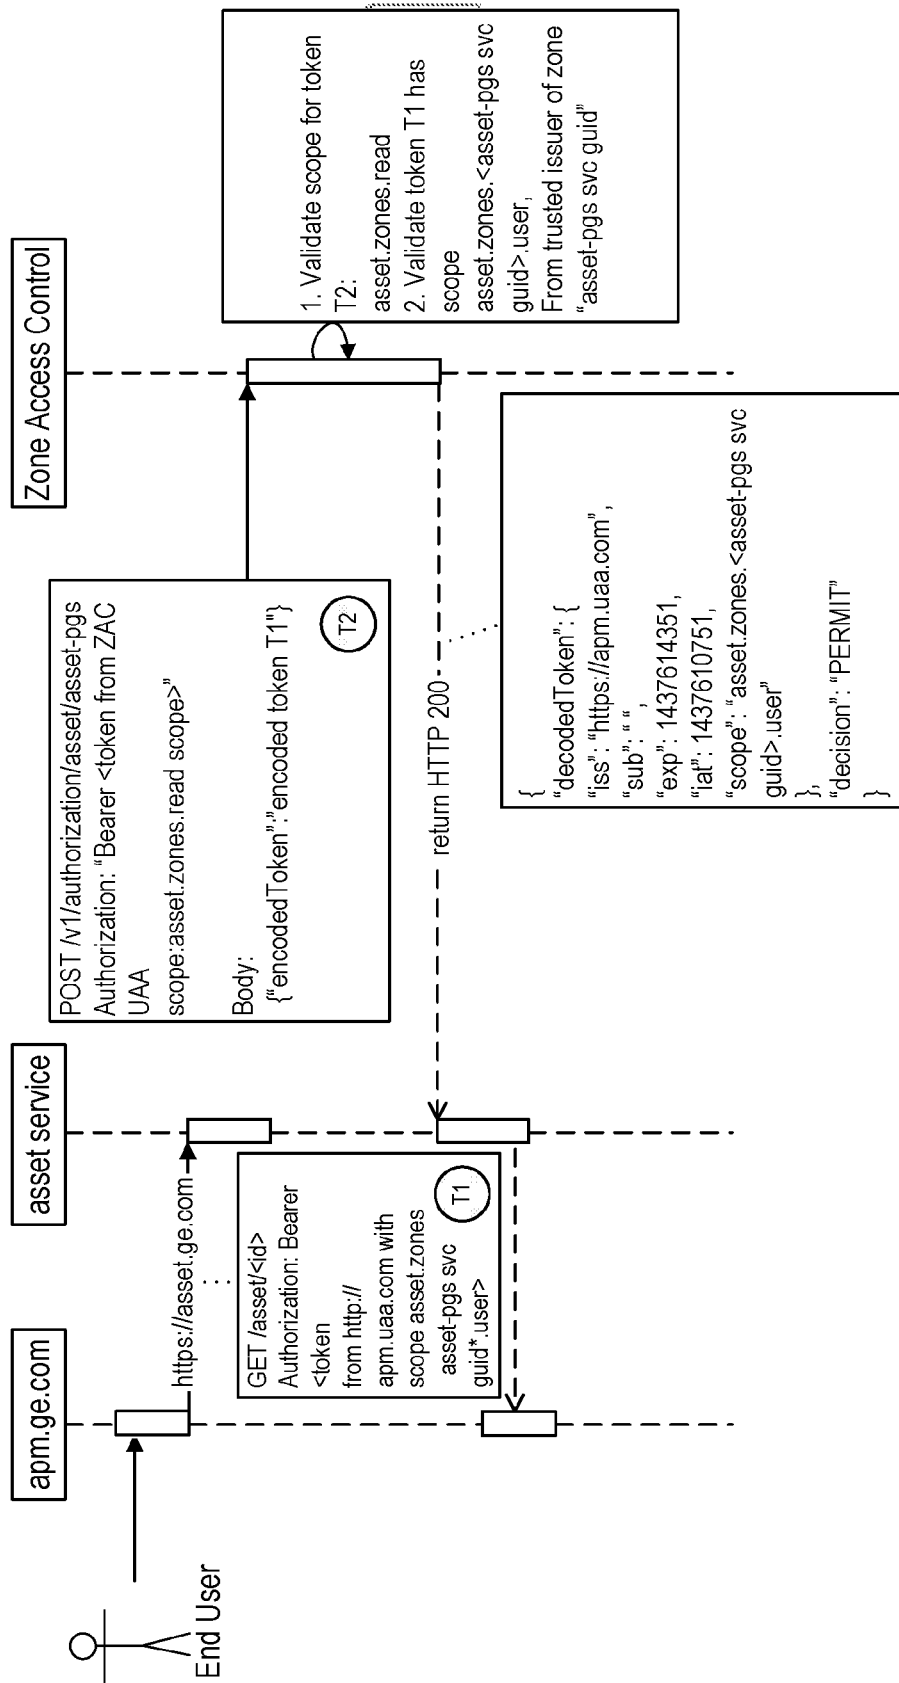 End User
apm.ge.com
asset service
Zone Access Control
https://asset.ge.com
GET /asset/<id>
Authorization: Bearer
<token
from http://
apm.uaa.com with
scope asset.zones
asset-pgs svc
guid*.user>
T1
POST /v1/authorization/asset/asset-pgs
Authorization: “Bearer <token from ZAC
UAA
scope:asset.zones.read scope>”
Body:
{“encodedToken”:”encoded token T1"}
T2
1. Validate scope for token
T2:
asset.zones.read
2. Validate token T1 has
scope
asset.zones.<asset-pgs svc
guid>.user,
From trusted issuer of zone
“asset-pgs svc guid”
return HTTP 200
{
“decodedToken”: {
“iss”: “https://apm.uaa.com”,
“sub”: “ “,
“exp”: 1437614351,
“iat”: 1437610751,
“scope”: “asset.zones.<asset-pgs svc
guid>.user”
},
“decision”: “PERMIT”
}